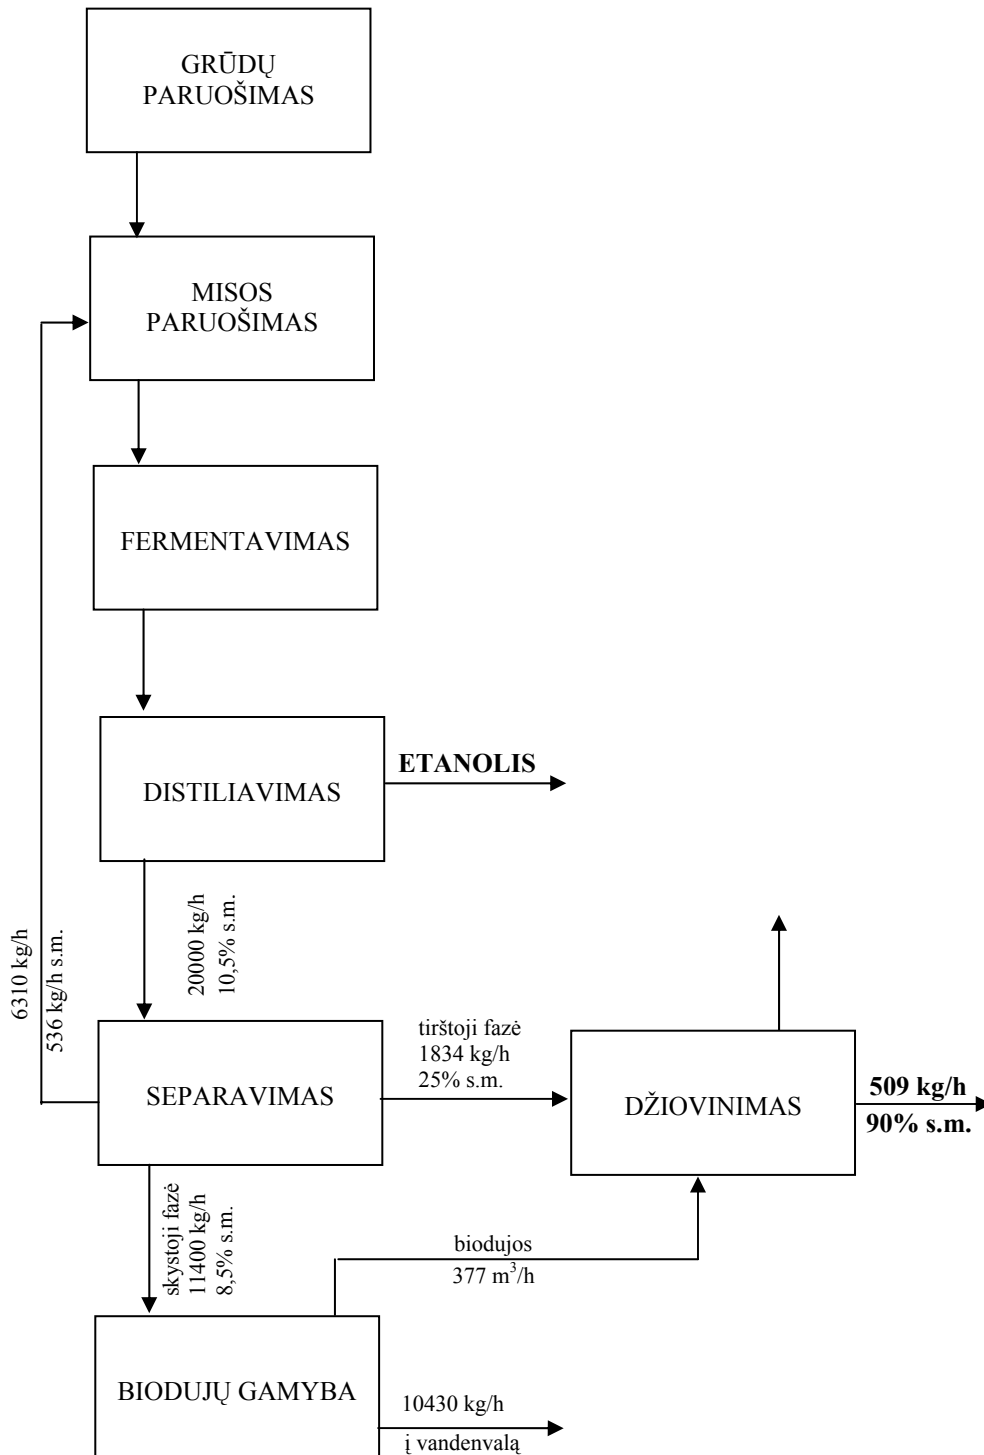 GRŪDŲ
PARUOŠIMAS
MISOS
PARUOŠIMAS
FERMENTAVIMAS
DISTILIAVIMAS
ETANOLIS
20000 kg/h
10,5% s.m.
6310 kg/h
536 kg/h s.m.
SEPARAVIMAS
tirštoji fazė
1834 kg/h
25% s.m.
DŽIOVINIMAS
509 kg/h
90% s.m.
skystoji fazė
11400 kg/h
8,5% s.m.
biodujos
377 m³/h
BIODUJŲ GAMYBA
10430 kg/h
į vandenvalą